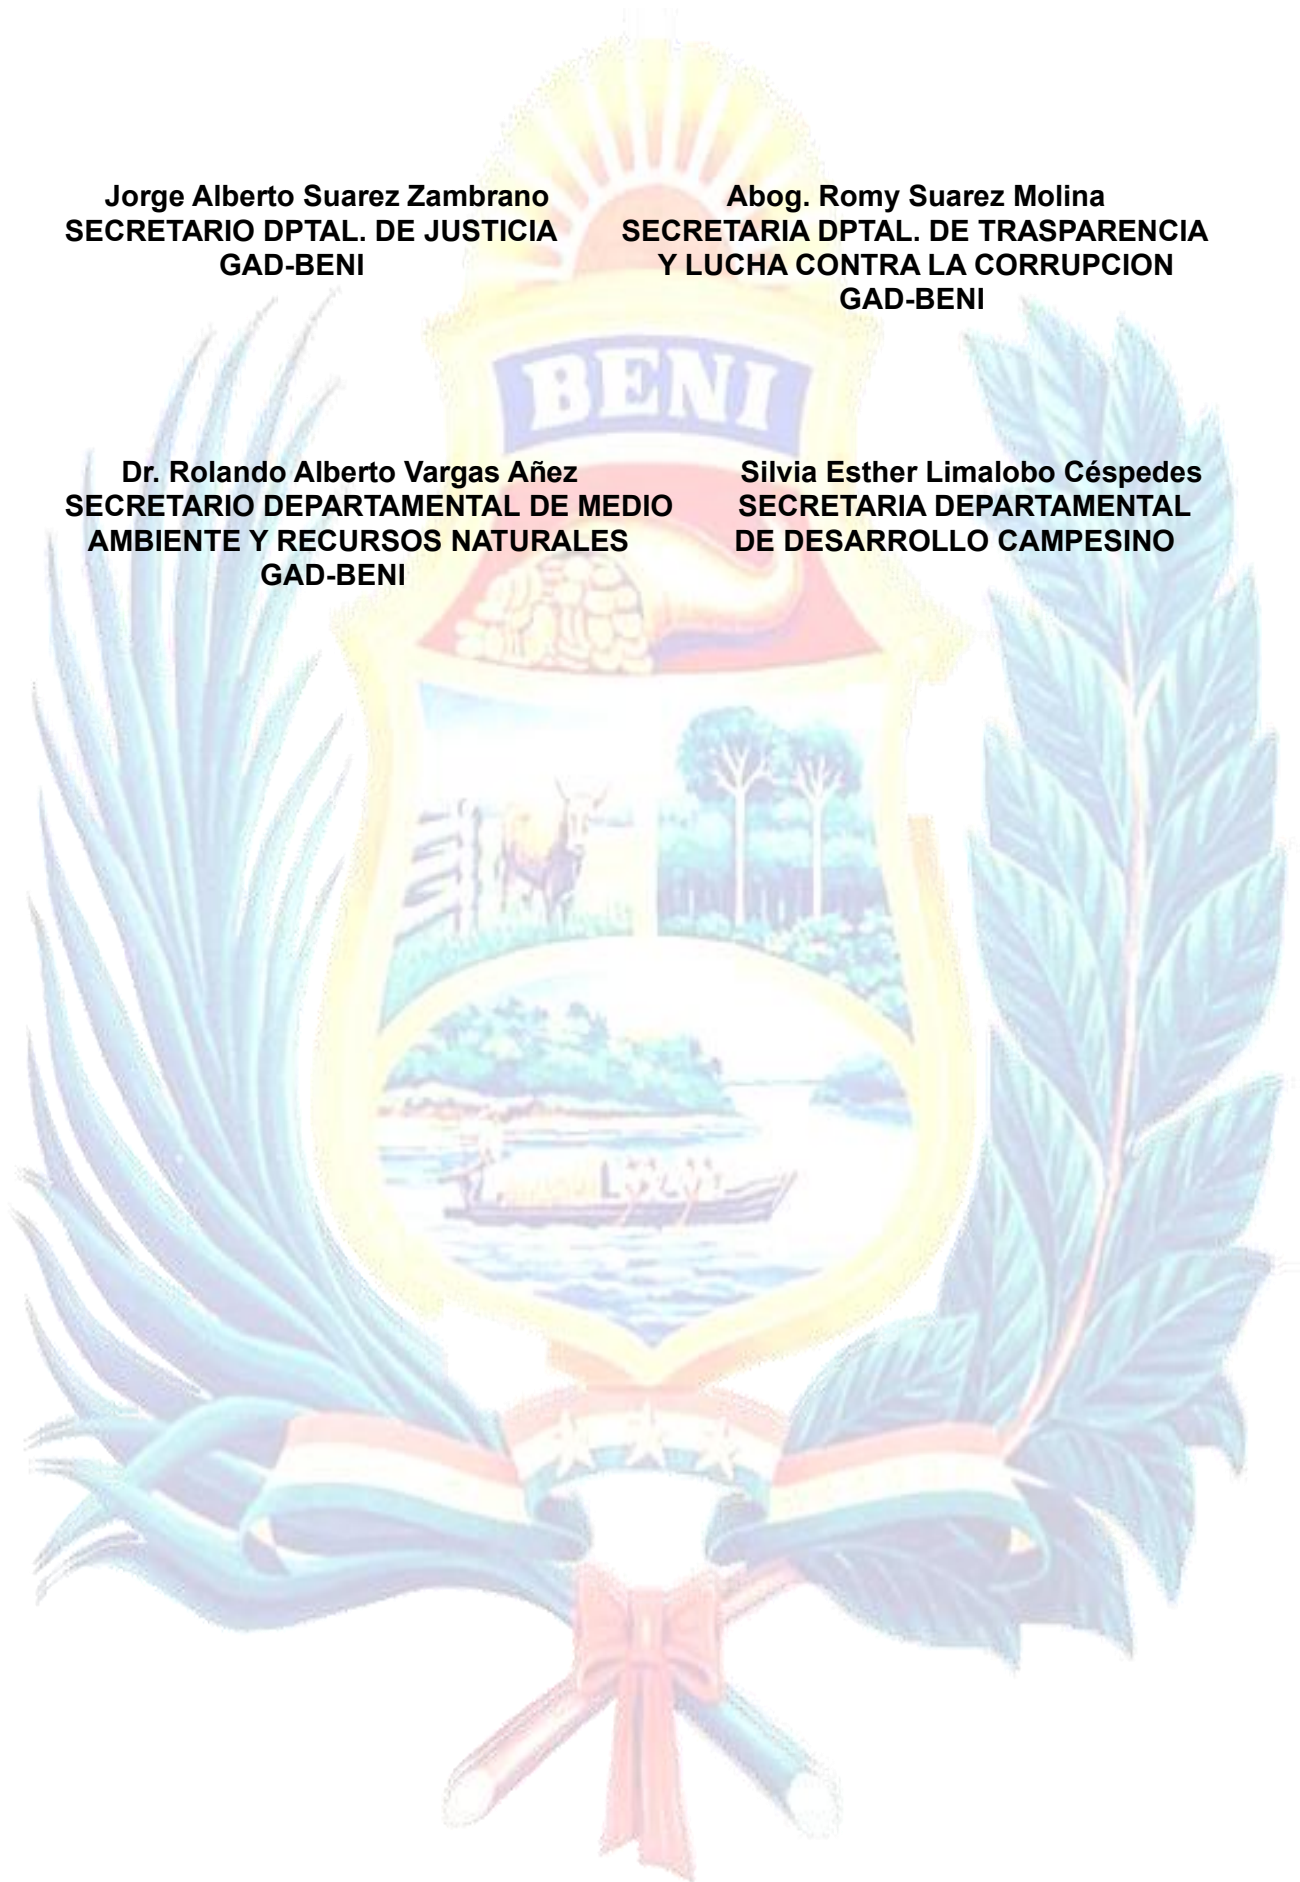 Jorge Alberto Suarez Zambrano
SECRETARIO DPTAL. DE JUSTICIA
GAD-BENI
Abog. Romy Suarez Molina
SECRETARIA DPTAL. DE TRASPARENCIA
Y LUCHA CONTRA LA CORRUPCION
GAD-BENI
BENI
Dr. Rolando Alberto Vargas Añez
SECRETARIO DEPARTAMENTAL DE MEDIO
AMBIENTE Y RECURSOS NATURALES
GAD-BENI
Silvia Esther Limalobo Céspedes
SECRETARIA DEPARTAMENTAL
DE DESARROLLO CAMPESINO